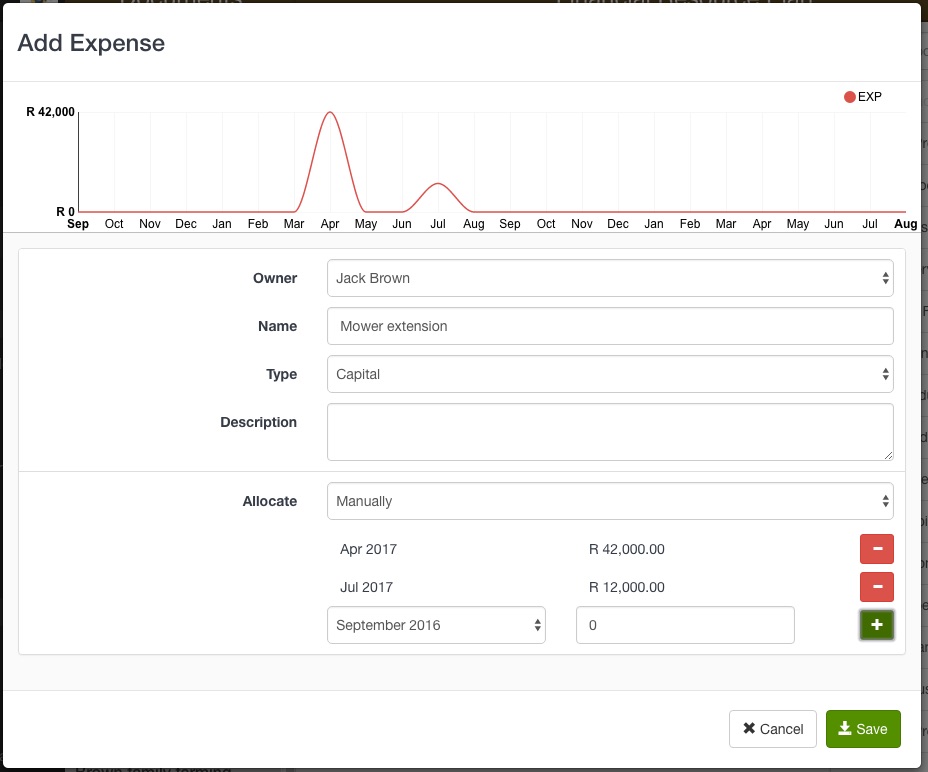 Add Expense
EXP
R 42,000
R 0
Sep Oct Nov Dec Jan Feb Mar Apr May Jun Jul Aug Sep Oct Nov Dec Jan Feb Mar Apr May Jun Jul Aug
Owner Jack Brown
Name Mower extension
Type Capital
Description
Allocate Manually
Apr 2017 R 42,000.00
Jul 2017 R 12,000.00
September 2016 0
Cancel Save